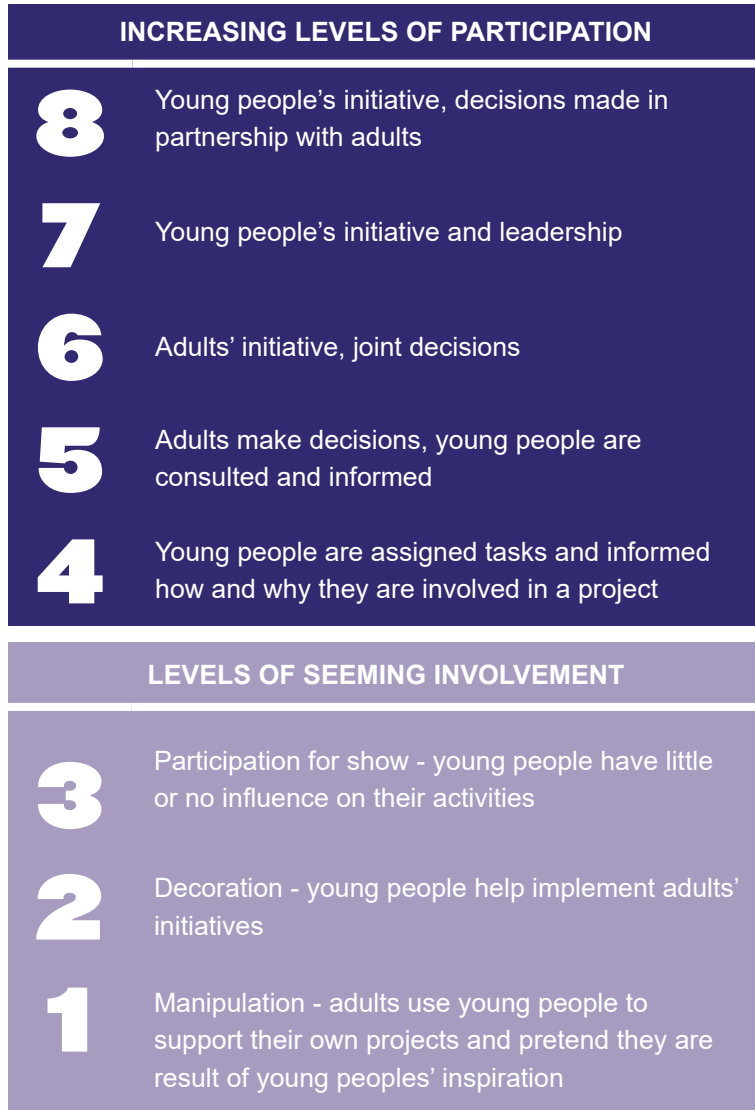 INCREASING LEVELS OF PARTICIPATION
8
Young people’s initiative, decisions made in
partnership with adults
7
Young people’s initiative and leadership
6
Adults’ initiative, joint decisions
5
Adults make decisions, young people are
consulted and informed
4
Young people are assigned tasks and informed
how and why they are involved in a project
LEVELS OF SEEMING INVOLVEMENT
3
Participation for show - young people have little
or no influence on their activities
2
Decoration - young people help implement adults’
initiatives
1
Manipulation - adults use young people to
support their own projects and pretend they are
result of young peoples’ inspiration